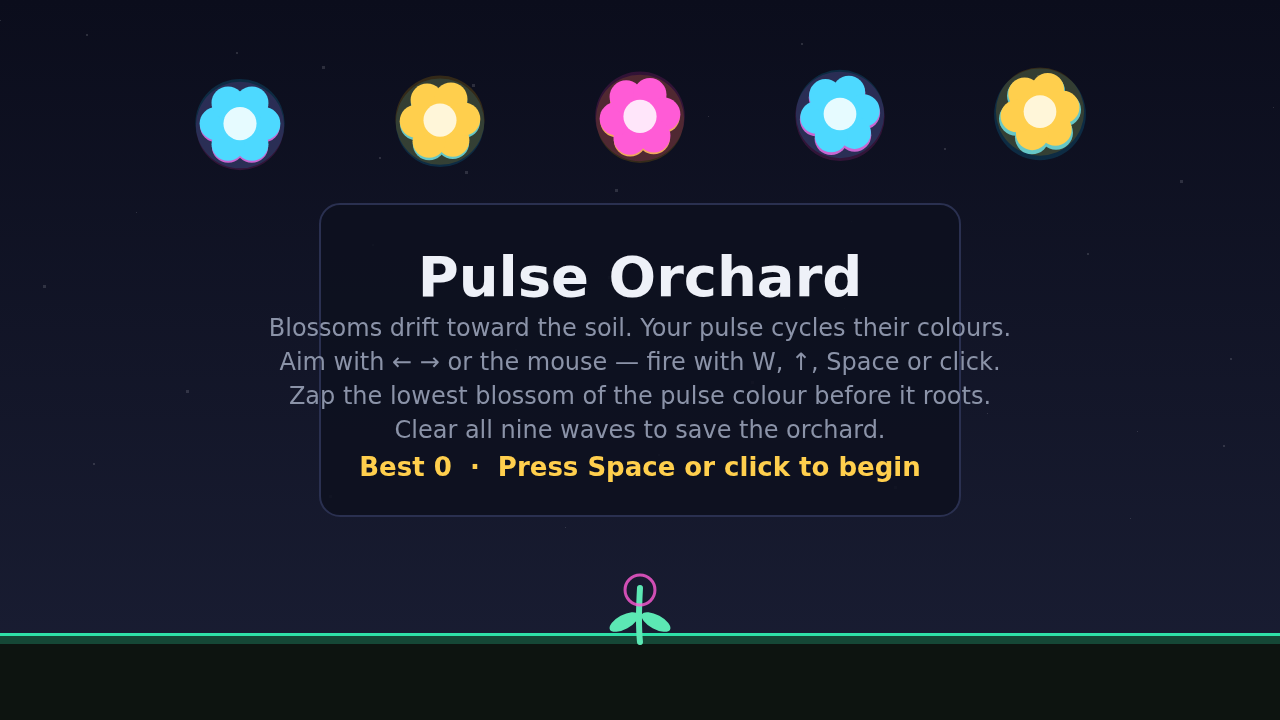 Pulse Orchard
Blossoms drift toward the soil. Your pulse cycles their colours.
Aim with ← → or the mouse — fire with W, ↑, Space or click.
Zap the lowest blossom of the pulse colour before it roots.
Clear all nine waves to save the orchard.
Best 0 · Press Space or click to begin